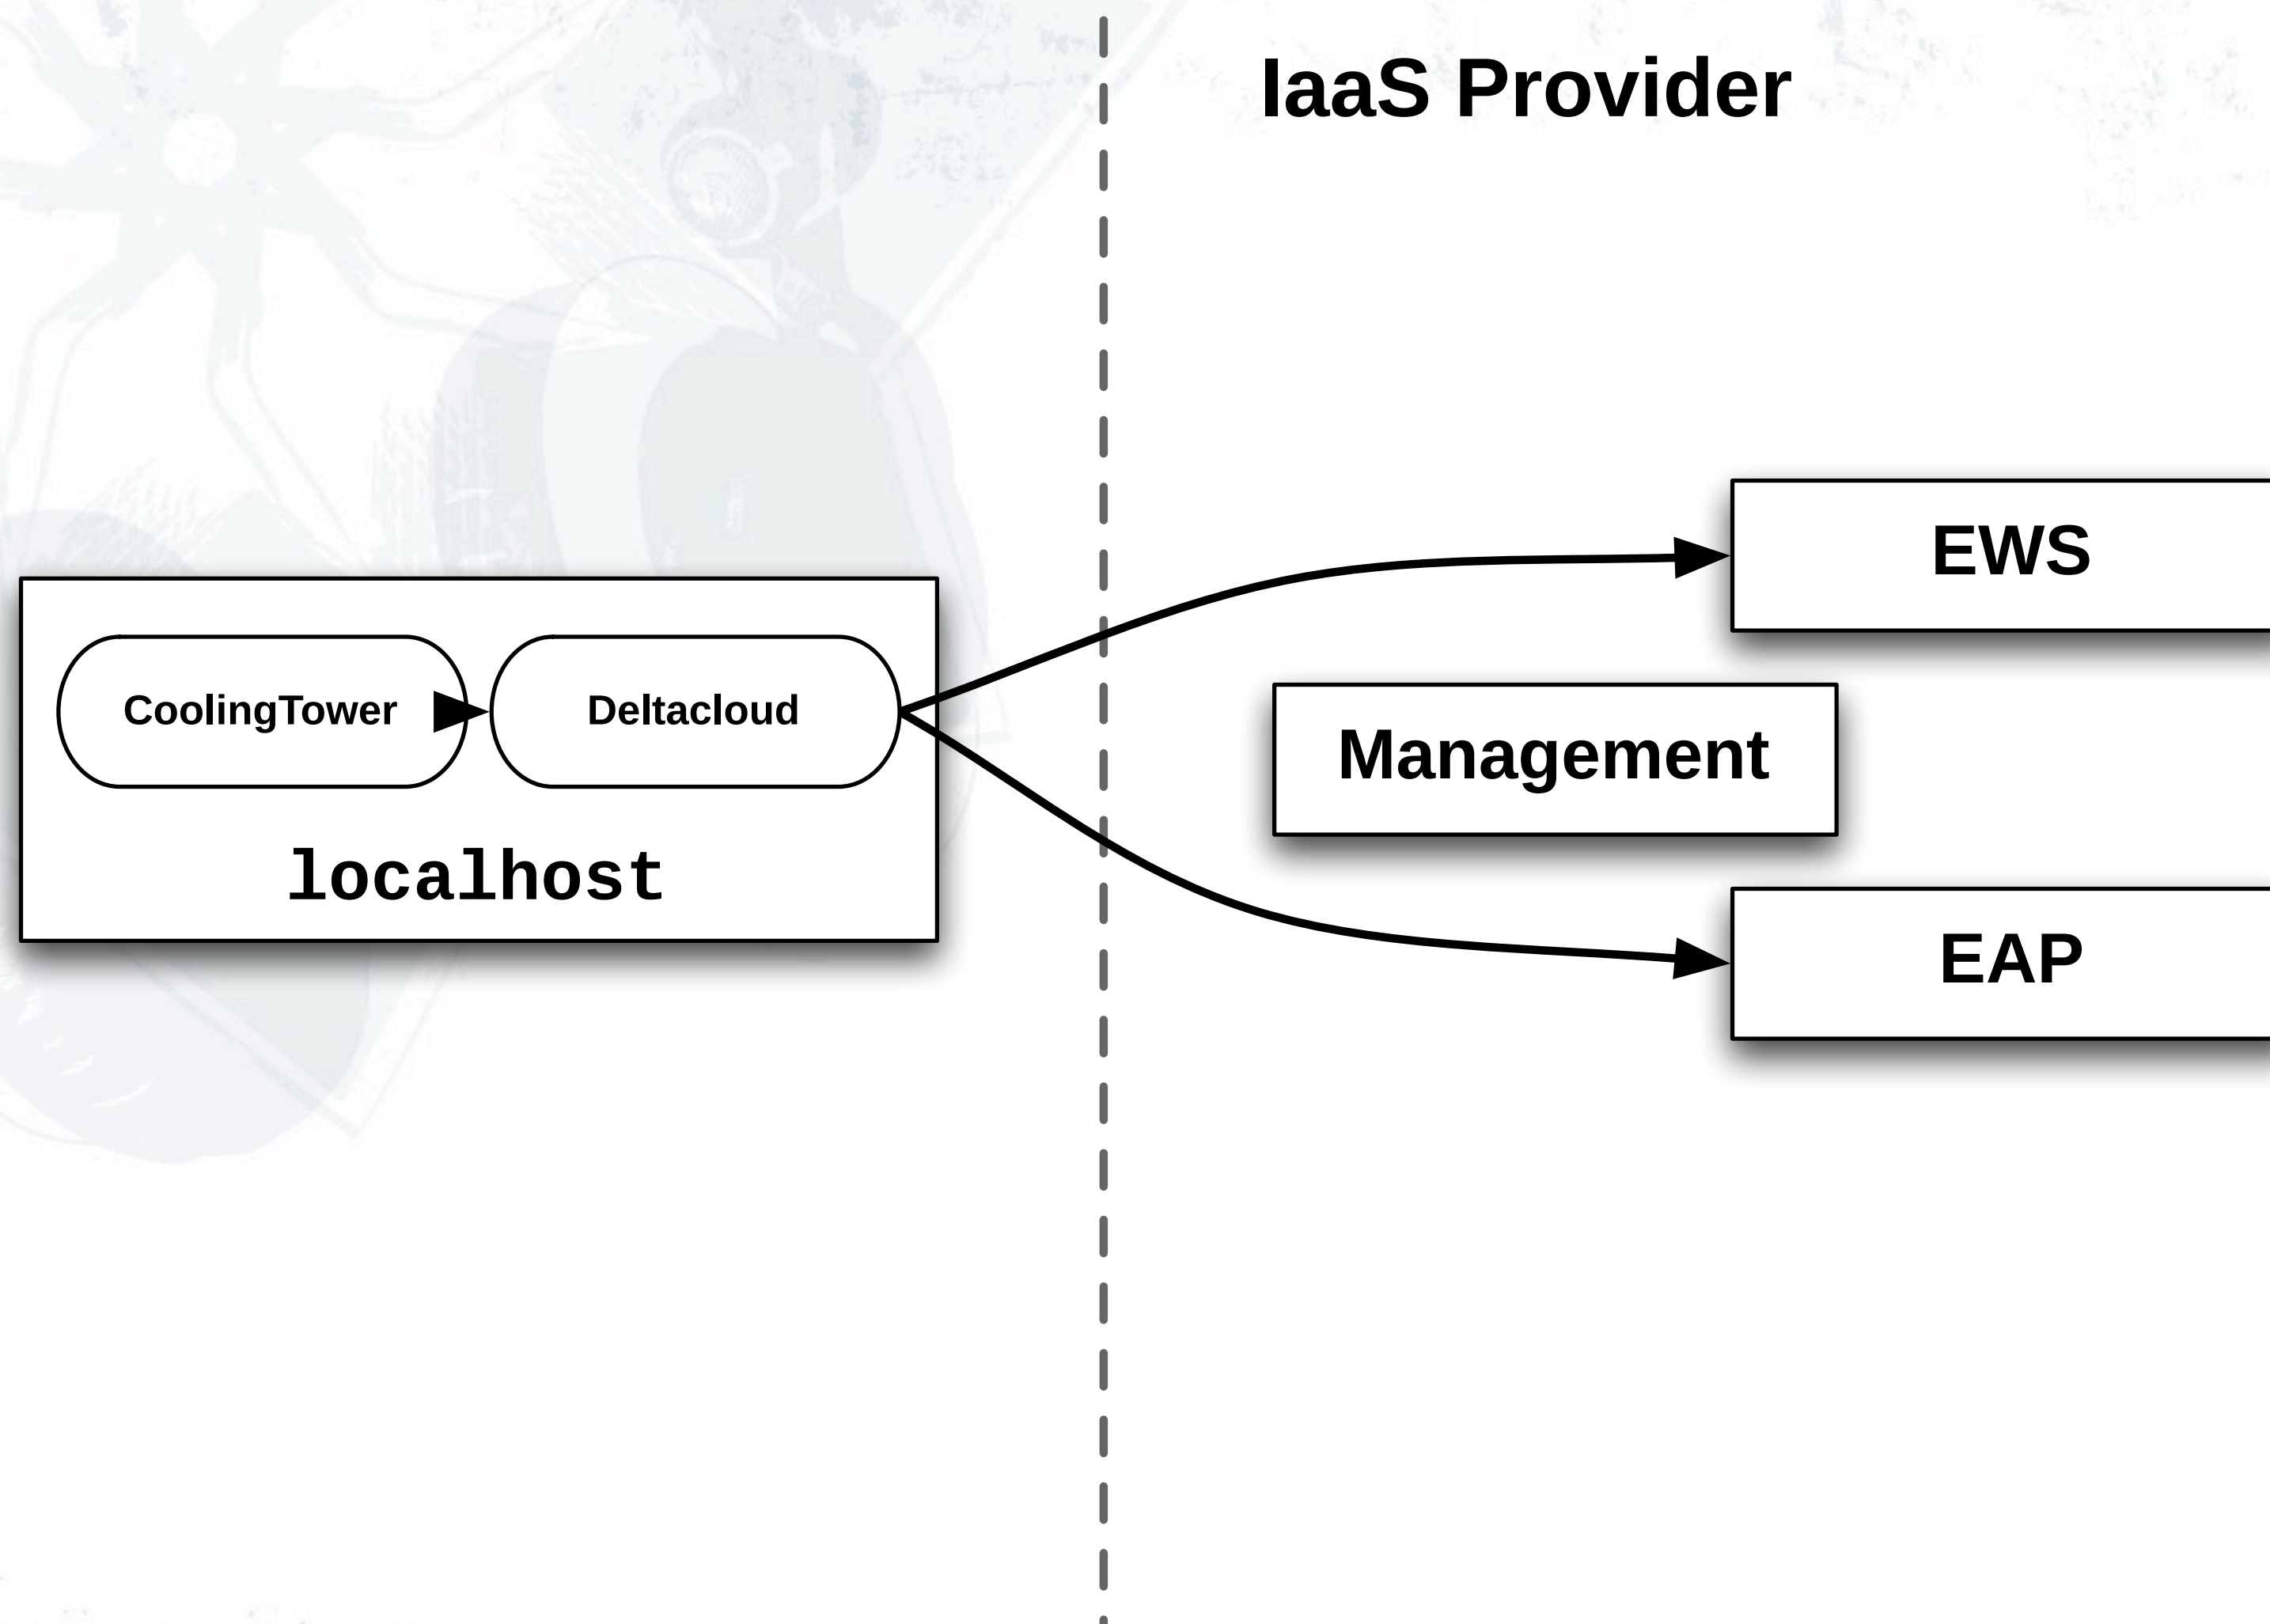 IaaS Provider
EWS
CoolingTower
Deltacloud
Management
localhost
EAP